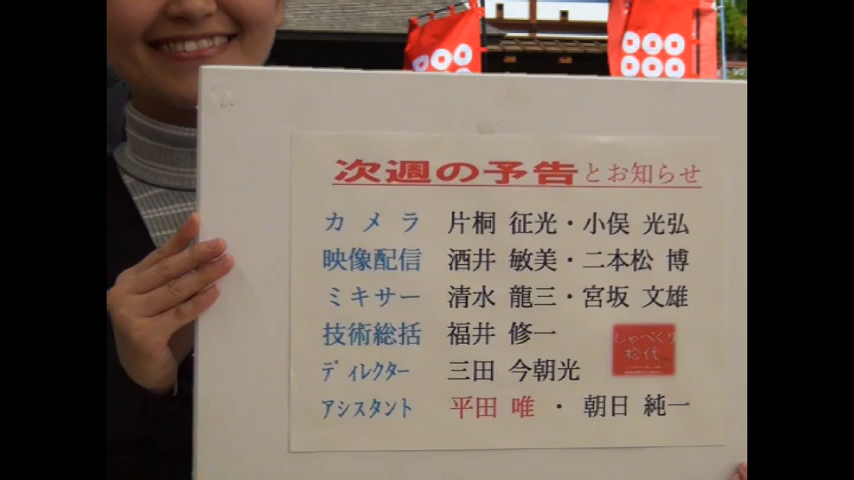 次週の予告とお知らせ
カメラ 片桐 征光・小俣 光弘
映像配信 酒井 敏美・二本松 博
ミキサー 清水 龍三・宮坂 文雄
技術総括 福井 修一
ディレクター 三田 今朝光
アシスタント 平田 唯 ・ 朝日 純一
しゃべくり
松代